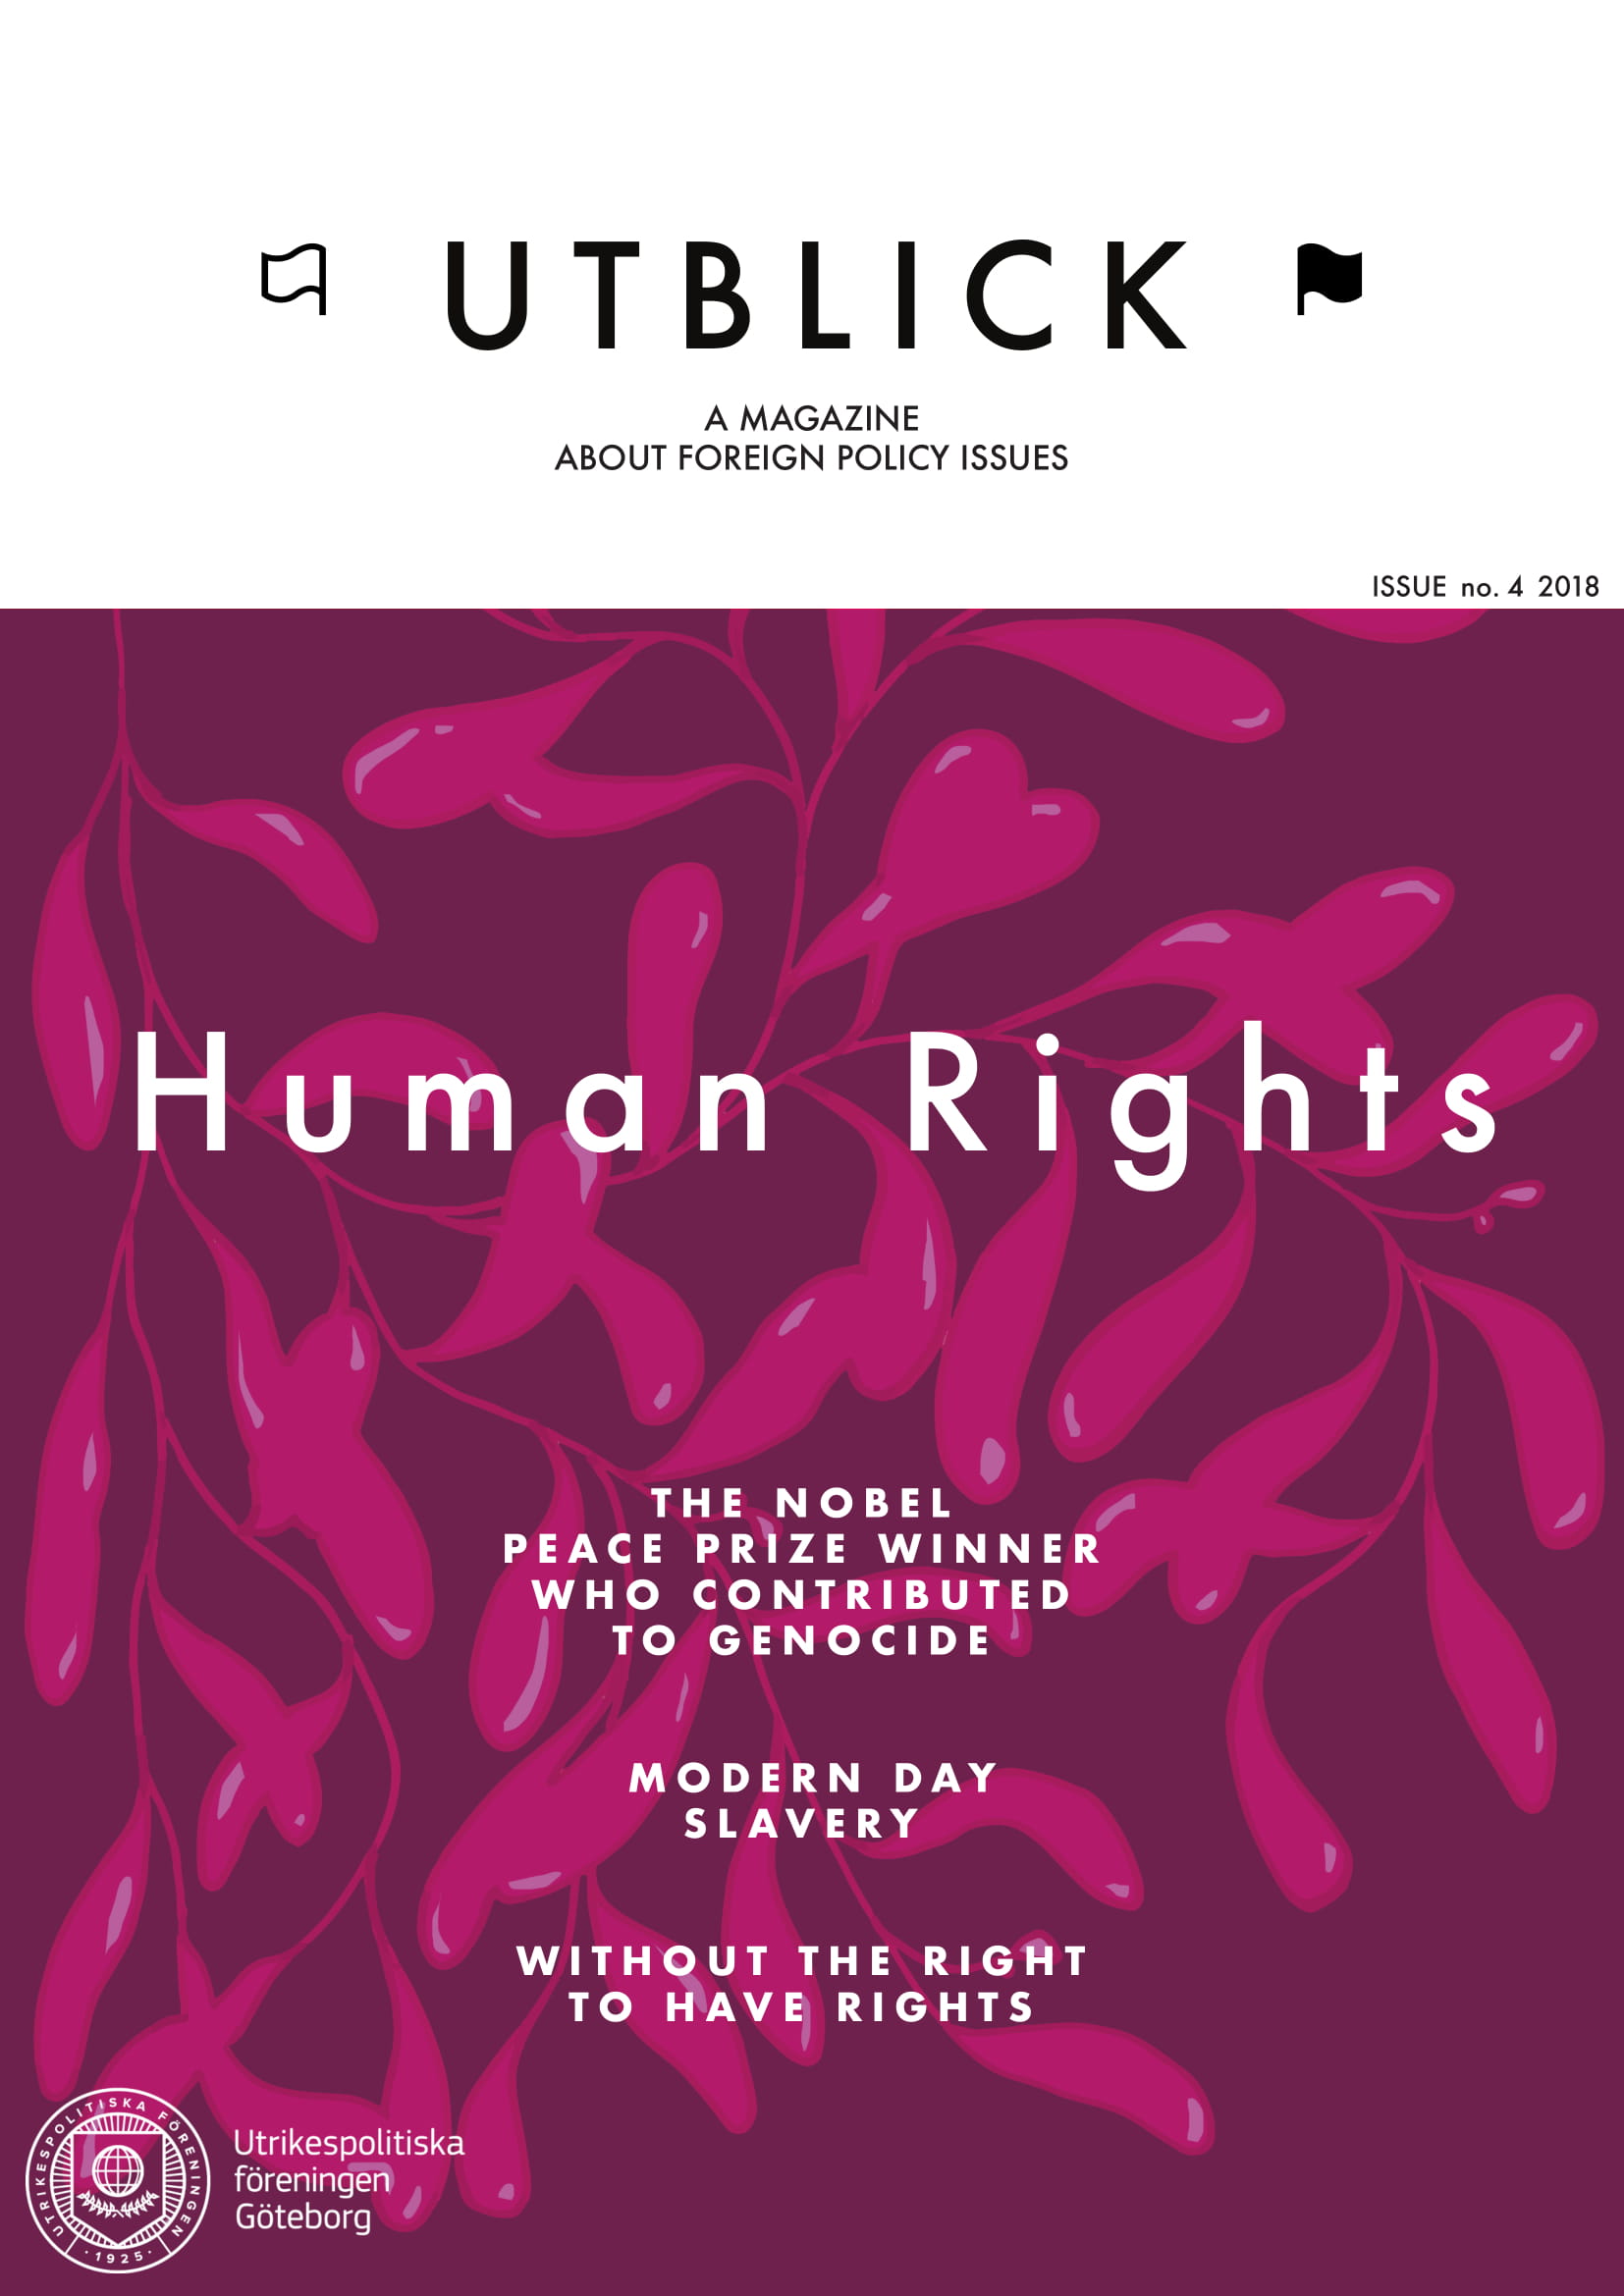 UTBLICK
A MAGAZINE
ABOUT FOREIGN POLICY ISSUES
ISSUE no. 4 2018
Human Rights
THE NOBEL
PEACE PRIZE WINNER
WHO CONTRIBUTED
TO GENOCIDE
MODERN DAY
SLAVERY
WITHOUT THE RIGHT
TO HAVE RIGHTS
UTRIKESPOLITISKA FÖRENINGEN
· 1925 ·
Utrikespolitiska
föreningen
Göteborg